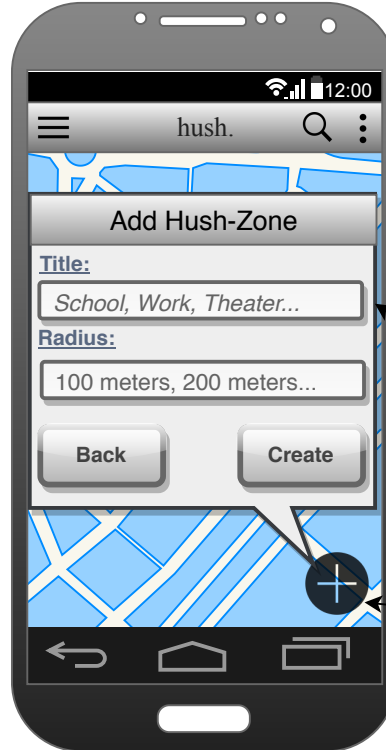 12:00
hush.
Add Hush-Zone
Title:
School, Work, Theater...
Radius:
100 meters, 200 meters...
Back Create